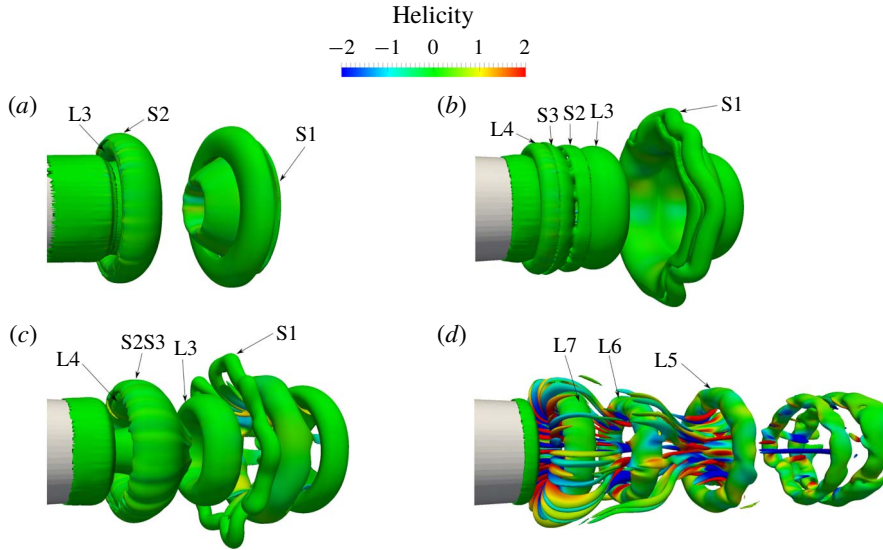 Helicity
−2 −1 0 1 2
(a)
L3 S2 S1
(b)
L4 S3 S2 L3 S1
(c)
L4 S2S3 L3 S1
(d)
L7 L6 L5